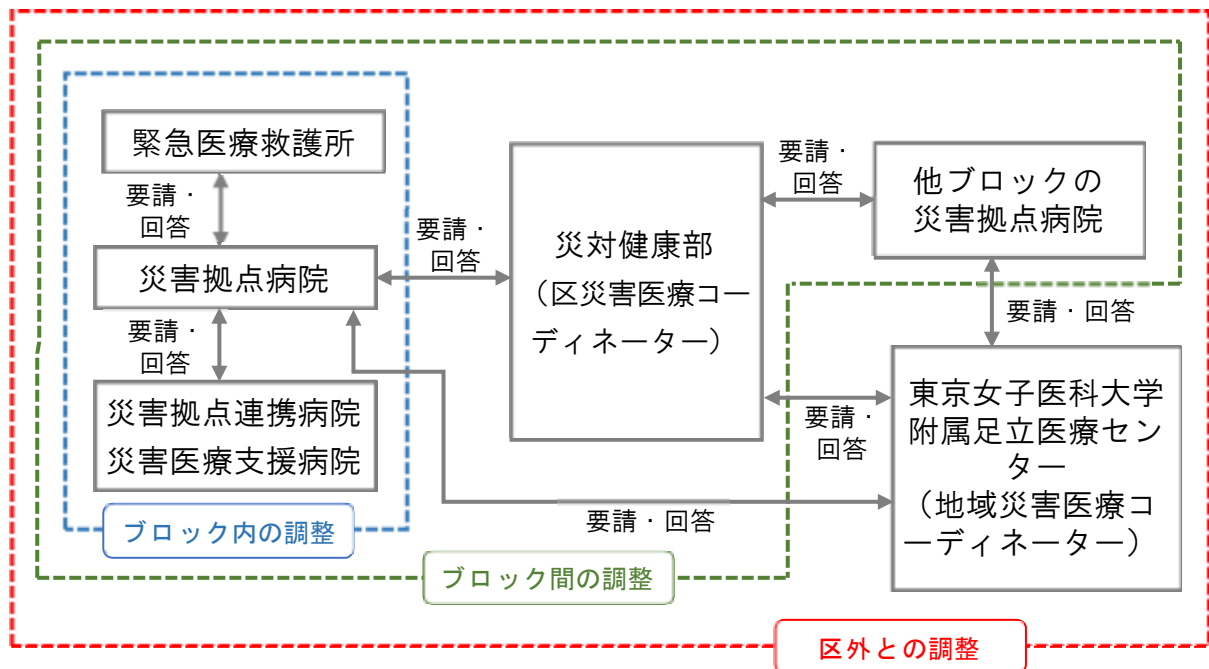 緊急医療救護所
要請・
回答
災害拠点病院
要請・
回答
災害拠点連携病院
災害医療支援病院
ブロック内の調整
要請・
回答
災対健康部
（区災害医療コー
ディネーター）
要請・
回答
他ブロックの
災害拠点病院
要請・回答
要請・
回答
東京女子医科大学
附属足立医療セン
ター
（地域災害医療コ
ーディネーター）
要請・回答
ブロック間の調整
区外との調整